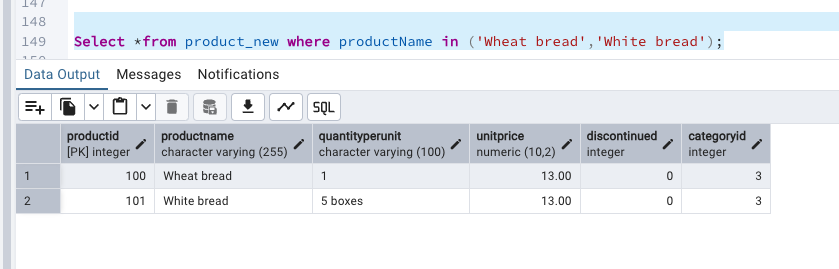 147
148
149 Select *from product_new where productName in ('Wheat bread','White bread');
Data Output Messages Notifications
SQL
productid productname quantityperunit unitprice discontinued categoryid
[PK] integer character varying (255) character varying (100) numeric (10,2) integer integer
1 100 Wheat bread 1 13.00 0 3
2 101 White bread 5 boxes 13.00 0 3